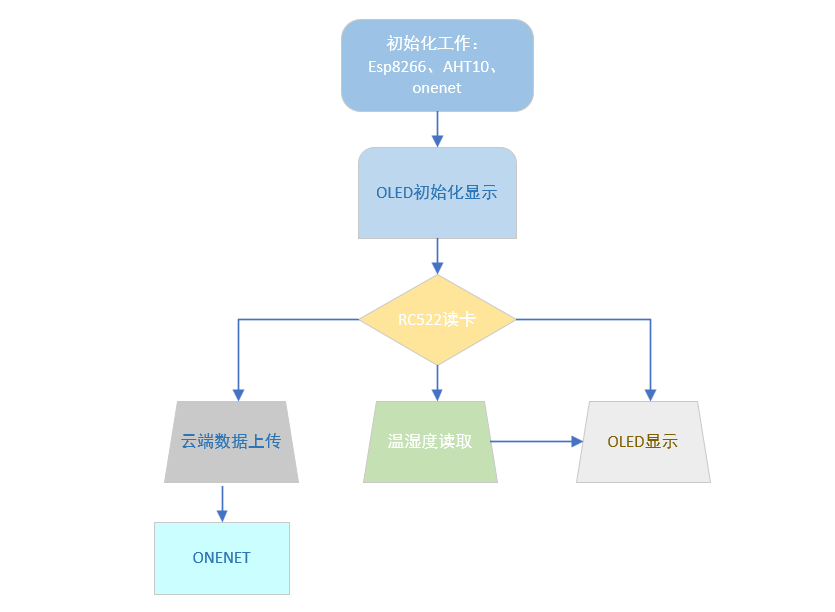 初始化工作：
Esp8266、AHT10、
onenet
OLED初始化显示
RC522读卡
云端数据上传
温湿度读取
OLED显示
ONENET